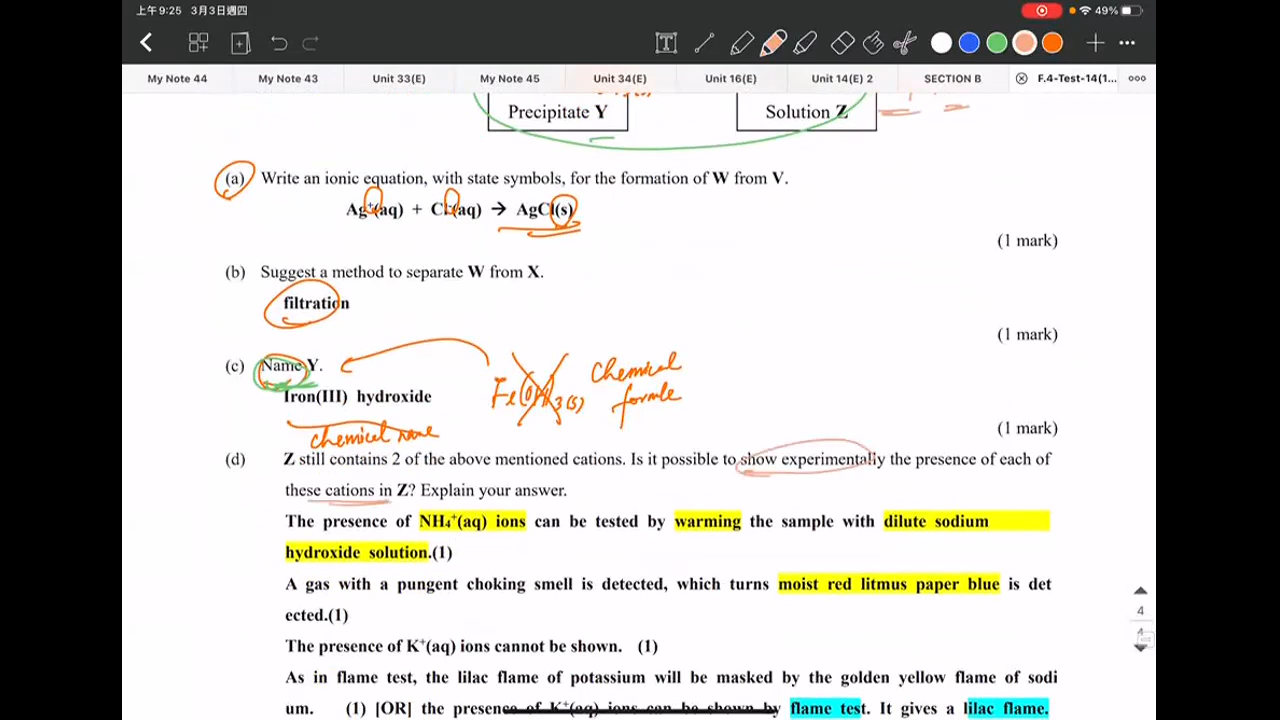 上午9:25 3月3日週四
49%
My Note 44
My Note 43
Unit 33(E)
My Note 45
Unit 34(E)
Unit 16(E)
Unit 14(E) 2
SECTION B
F.4-Test-14(1...
Precipitate Y
Solution Z
(a) Write an ionic equation, with state symbols, for the formation of W from V.
Ag⁺(aq) + Cl⁻(aq) → AgCl(s)
(1 mark)
(b) Suggest a method to separate W from X.
filtration
(1 mark)
(c) Name Y.
Chemical
Fe(OH)3(s) formule
Iron(III) hydroxide
chemical name
(1 mark)
(d) Z still contains 2 of the above mentioned cations. Is it possible to show experimentally the presence of each of
these cations in Z? Explain your answer.
The presence of NH₄⁺(aq) ions can be tested by warming the sample with dilute sodium
hydroxide solution.(1)
A gas with a pungent choking smell is detected, which turns moist red litmus paper blue is det
ected.(1)
4
The presence of K⁺(aq) ions cannot be shown. (1)
As in flame test, the lilac flame of potassium will be masked by the golden yellow flame of sodi
um. (1) [OR] the presence of K⁺(aq) ions can be shown by flame test. It gives a lilac flame.